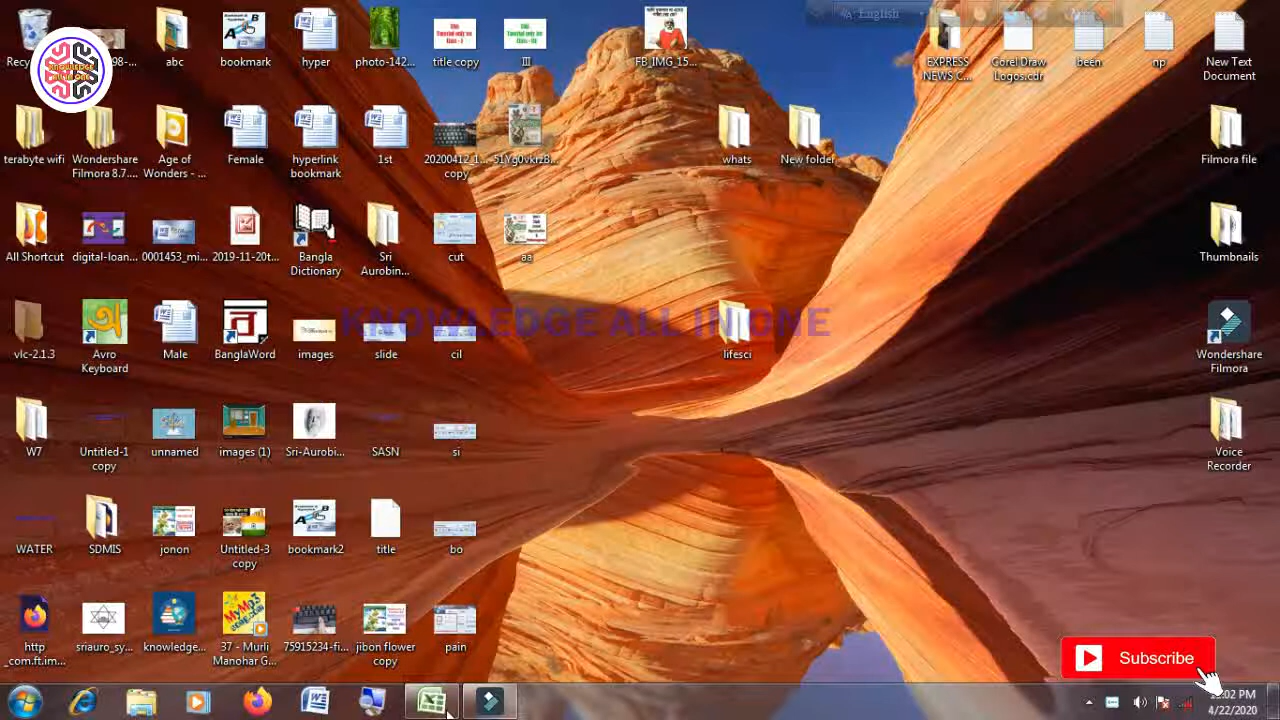 English
abc
bookmark
hyper
photo-142...
title copy
III
FB_IMG_15...
EXPRESS
NEWS C...
Corel Draw
Logos.cdr
been
np
New Text
Document
terabyte wifi
Wondershare
Filmora 8.7....
Age of
Wonders - ...
Female
hyperlink
bookmark
1st
20200412_1...
copy
51Yg0vkrzB...
whats
New folder
Filmora file
All Shortcut
digital-loan...
0001453_mi...
2019-11-20t...
Bangla
Dictionary
Sri
Aurobin...
cut
aa
Thumbnails
KNOWLEDGE ALL IN ONE
vlc-2.1.3
Avro
Keyboard
Male
BanglaWord
images
slide
cil
lifesci
Wondershare
Filmora
W7
Untitled-1
copy
unnamed
images (1)
Sri-Aurobi...
SASN
si
Voice
Recorder
WATER
SDMIS
jonon
Untitled-3
copy
bookmark2
title
bo
http
_com.ft.im...
sriauro_sy...
knowledge...
37 - Murli
Manohar G...
75915234-fi...
jibon flower
copy
pain
Subscribe
4/22/2020